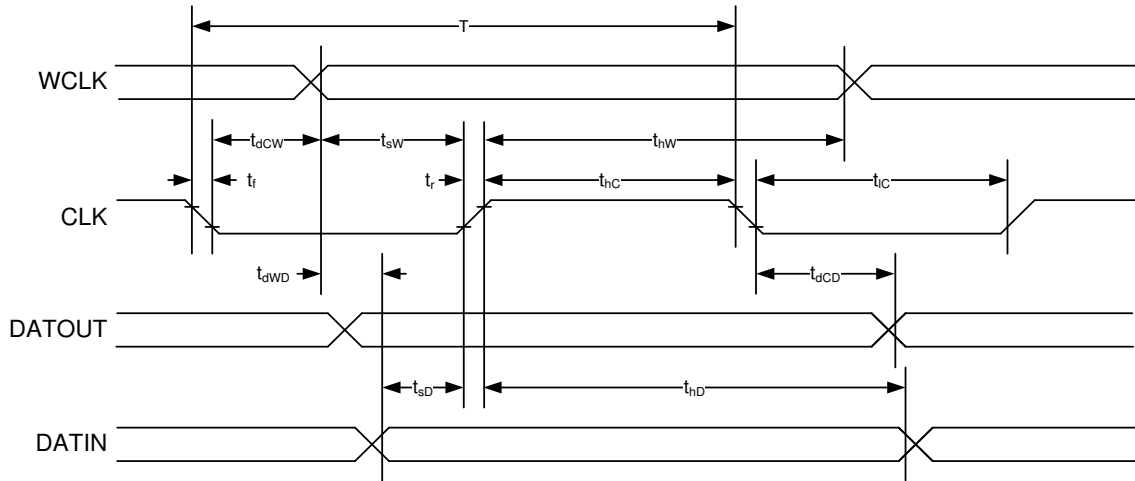 T
WCLK
tdCW
tsW
thW
tf
tr
thC
tlC
CLK
tdWD
tdCD
DATOUT
tsD
thD
DATIN